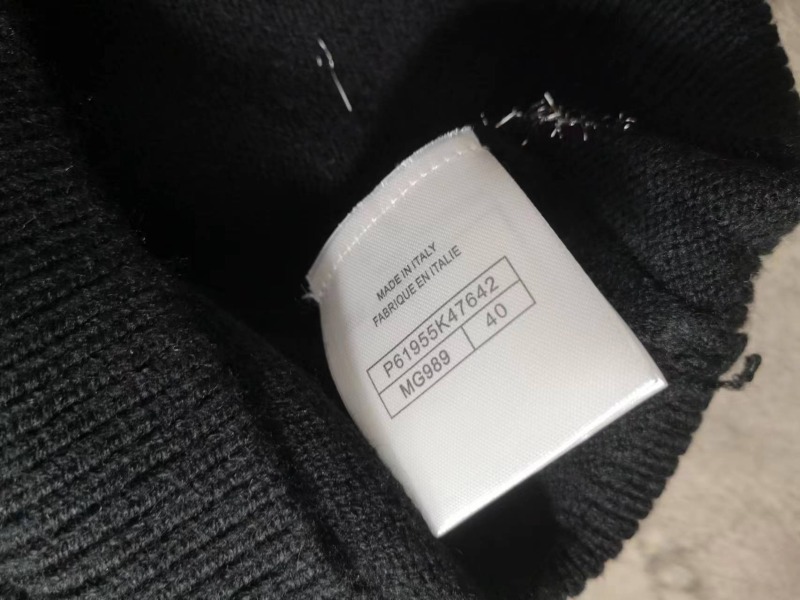 MADE IN ITALY
FABRIQUE EN ITALIE
P61955K47642
MG989 40